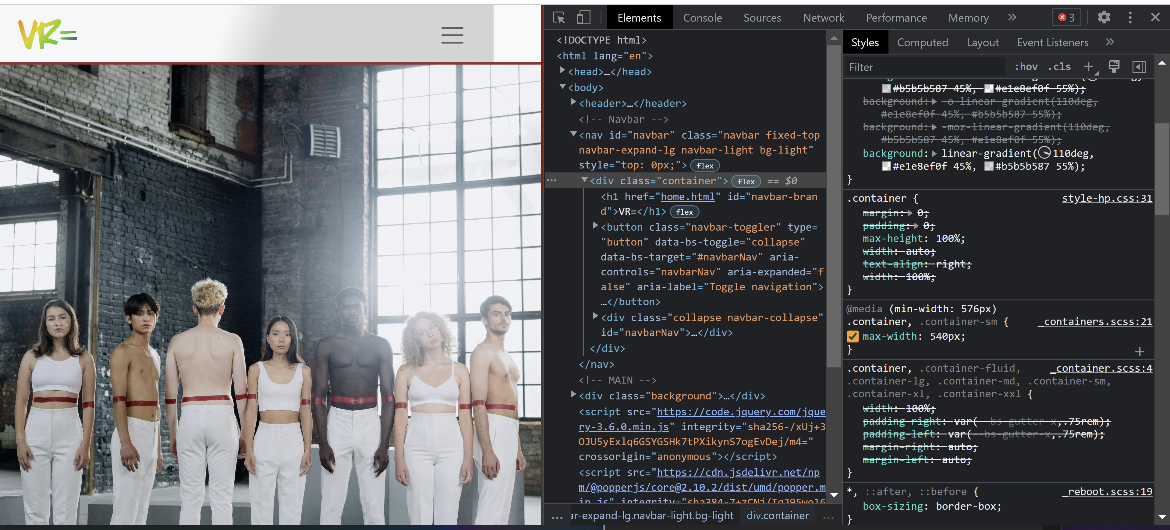 VR=
Elements Console Sources Network Performance Memory » 3
<!DOCTYPE html>
<html lang="en">
<head>…</head>
<body>
<header>…</header>
<!-- Navbar -->
<nav id="navbar" class="navbar fixed-top
navbar-expand-lg navbar-light bg-light"
style="top: 0px;"> flex
… <div class="container"> flex == $0
<h1 href="home.html" id="navbar-bran
d">VR=</h1> flex
<button class="navbar-toggler" type=
"button" data-bs-toggle="collapse"
data-bs-target="#navbarNav" aria-
controls="navbarNav" aria-expanded="f
alse" aria-label="Toggle navigation">
…</button>
<div class="collapse navbar-collapse"
id="navbarNav">…</div>
</div>
</nav>
<!-- MAIN -->
<div class="background">…</div>
<script src="https://code.jquery.com/jque
ry-3.6.0.min.js" integrity="sha256-/xUj+3
OJU5yExlq6GSYGSHk7tPXikynS7ogEvDej/m4="
crossorigin="anonymous"></script>
<script src="https://cdn.jsdelivr.net/np
m/@popperjs/core@2.10.2/dist/umd/popper.m
… ar-expand-lg.navbar-light.bg-light div.container …
Styles Computed Layout Event Listeners »
Filter :hov .cls +
#b5b5b587 45%, #e1e8ef0f 55%);
background: -o-linear-gradient(110deg,
#e1e8ef0f 45%, #b5b5b587 55%);
background: -moz-linear-gradient(110deg,
#e1e8ef0f 45%, #b5b5b587 55%);
background: linear-gradient(110deg,
#e1e8ef0f 45%, #b5b5b587 55%);
}
.container { style-hp.css:31
margin: 0;
padding: 0;
max-height: 100%;
width: auto;
text-align: right;
width: 100%;
}
@media (min-width: 576px)
.container, .container-sm { _containers.scss:21
max-width: 540px;
}
.container, .container-fluid, _container.scss:4
.container-lg, .container-md, .container-sm,
.container-xl, .container-xxl {
width: 100%;
padding-right: var(--bs-gutter-x,.75rem);
padding-left: var(--bs-gutter-x,.75rem);
margin-right: auto;
margin-left: auto;
}
*, ::after, ::before { _reboot.scss:19
box-sizing: border-box;
}